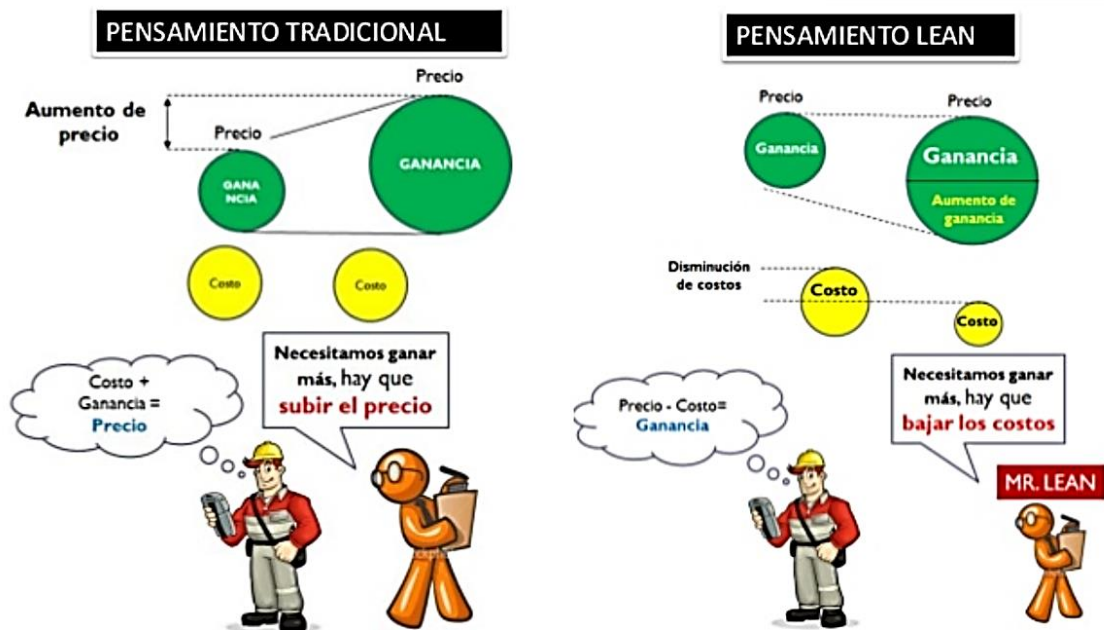 PENSAMIENTO TRADICIONAL
Precio
Aumento de
precio
Precio
GANA
NCIA
GANANCIA
Costo
Costo
Necesitamos ganar
más, hay que
subir el precio
Costo +
Ganancia =
Precio
PENSAMIENTO LEAN
Precio
Precio
Ganancia
Ganancia
Aumento de
ganancia
Disminución
de costos
Costo
Costo
Necesitamos ganar
más, hay que
bajar los costos
Precio - Costo=
Ganancia
MR. LEAN